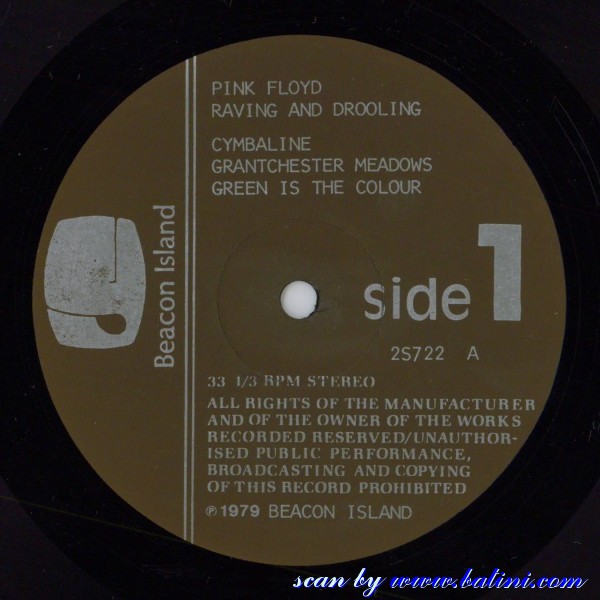 PINK FLOYD
RAVING AND DROOLING
CYMBALINE
GRANTCHESTER MEADOWS
GREEN IS THE COLOUR
Beacon Island
side 1
2S722 A
33 1/3 RPM STEREO
ALL RIGHTS OF THE MANUFACTURER
AND OF THE OWNER OF THE WORKS
RECORDED RESERVED/UNAUTHOR-
ISED PUBLIC PERFORMANCE,
BROADCASTING AND COPYING
OF THIS RECORD PROHIBITED
℗ 1979 BEACON ISLAND
scan by www.batini.com